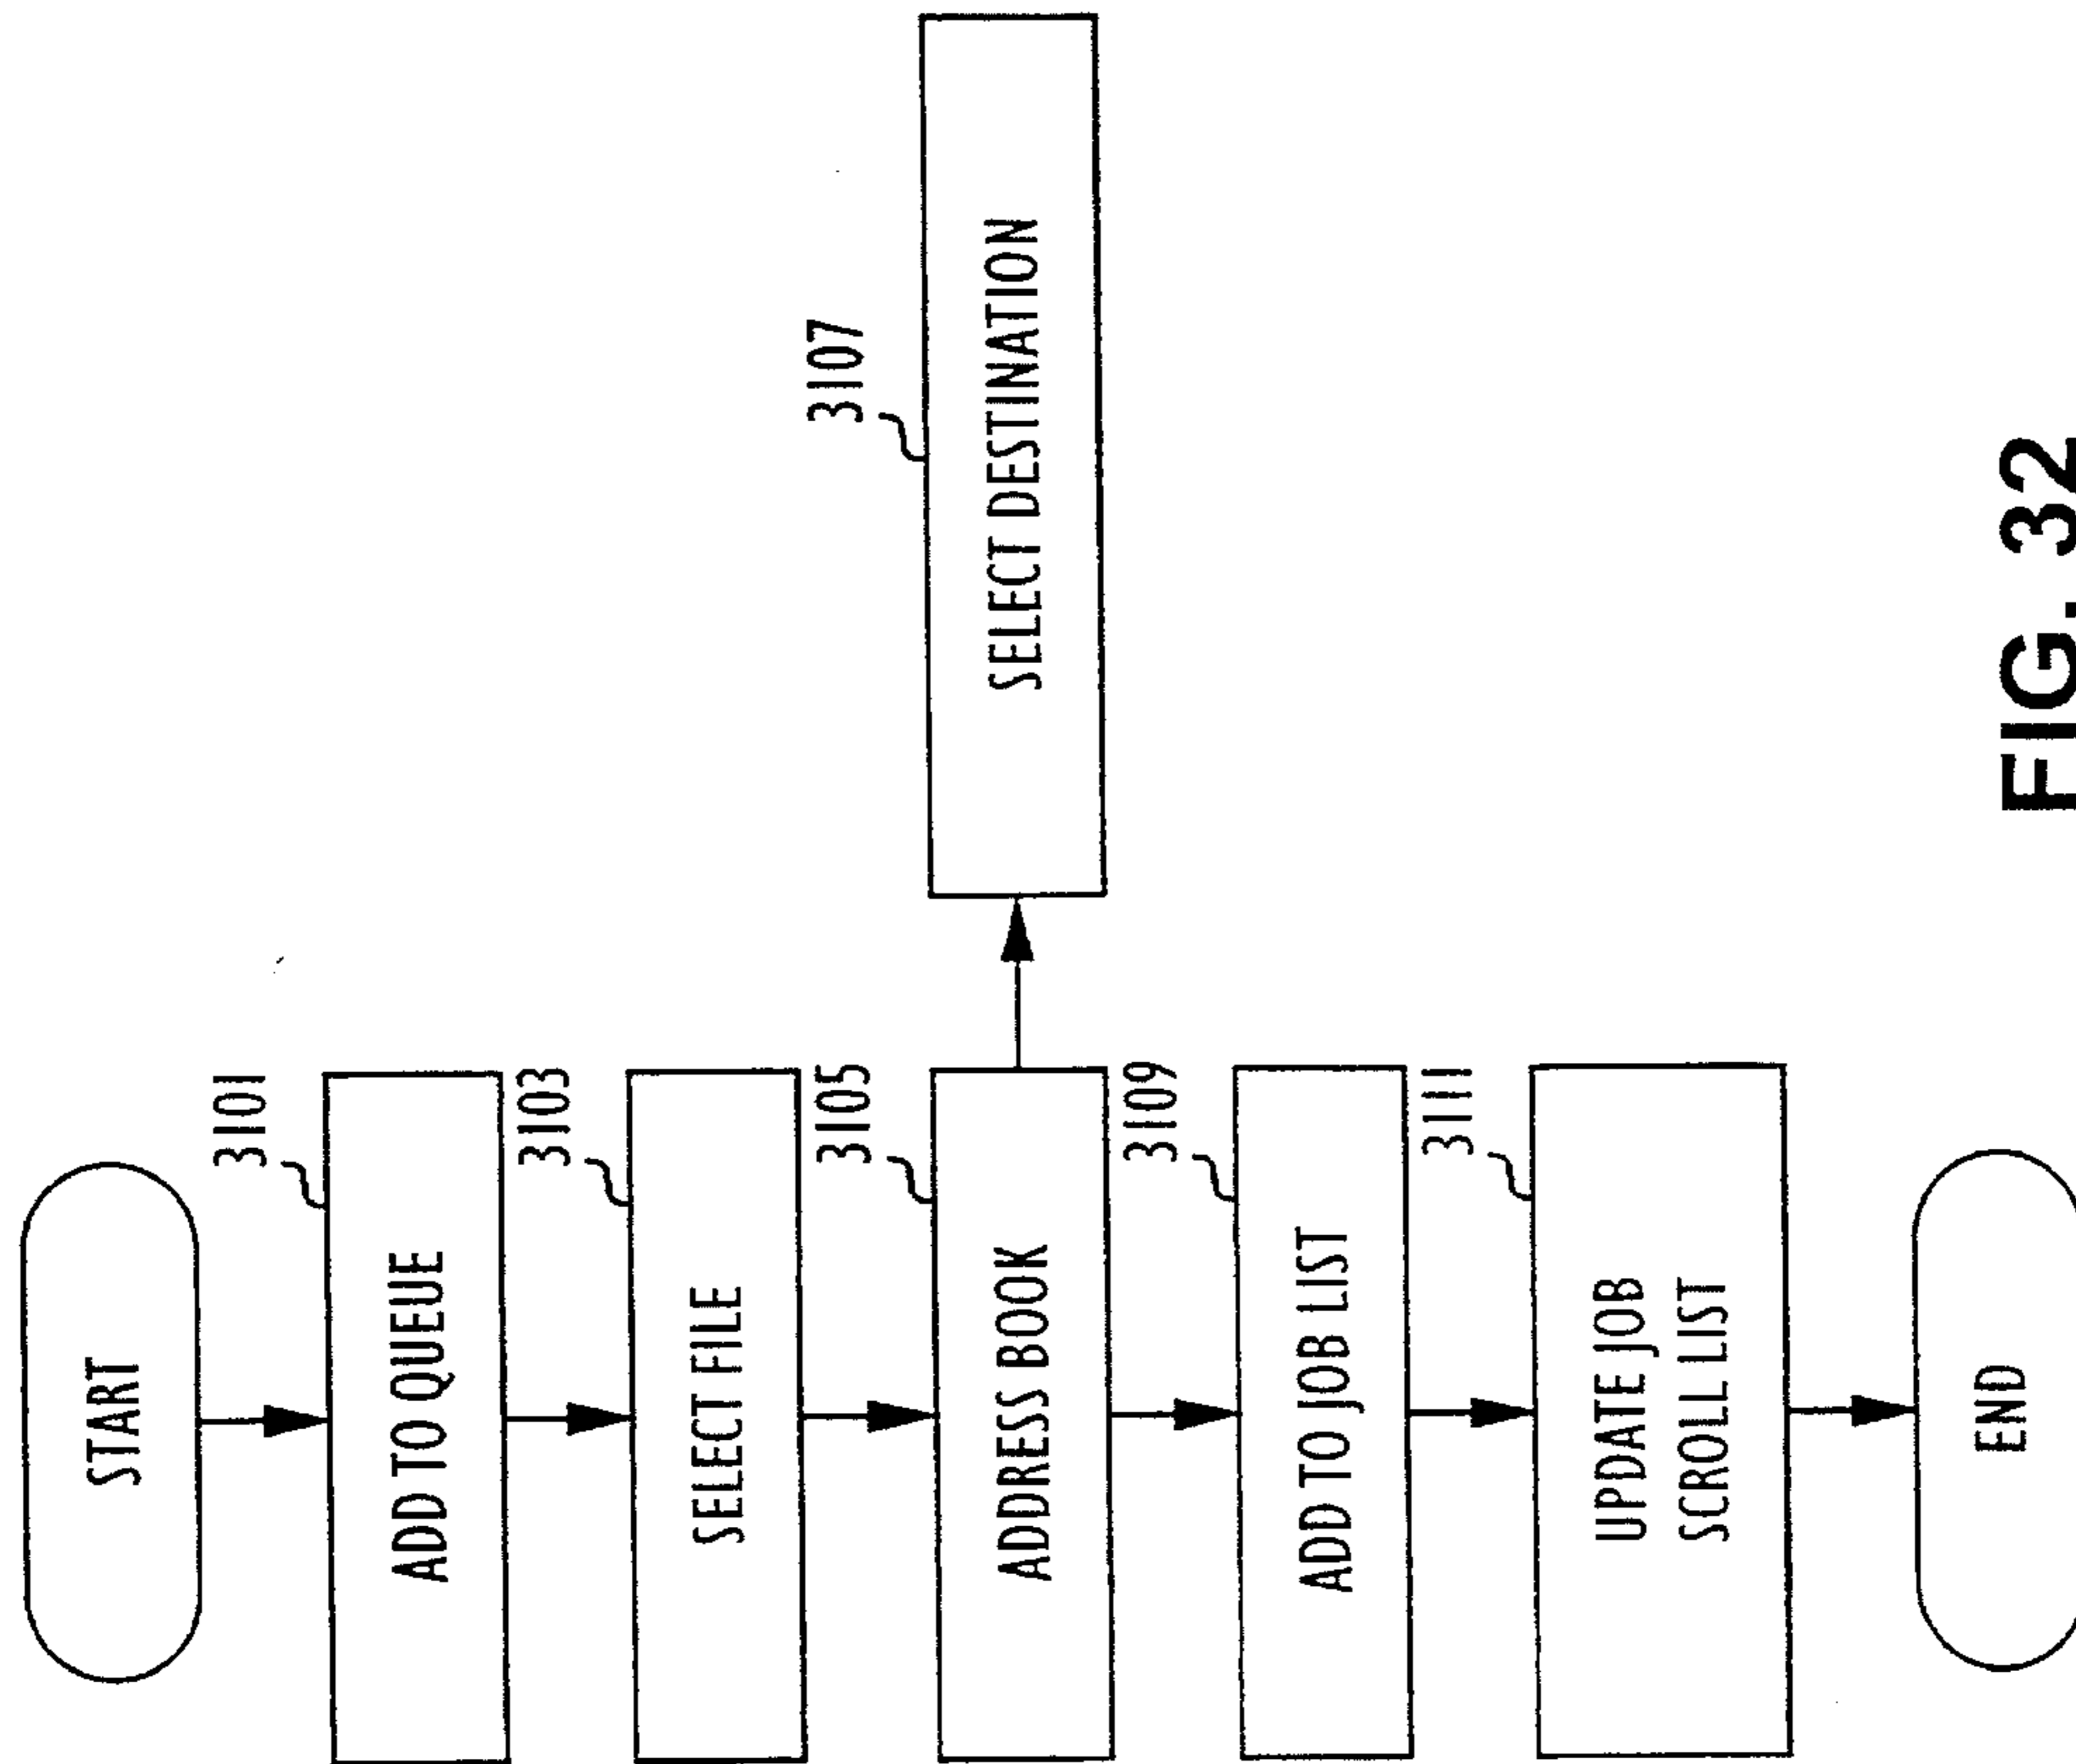 START
3101
ADD TO QUEUE
3103
SELECT FILE
3105
ADDRESS BOOK
3107
SELECT DESTINATION
3109
ADD TO JOB LIST
3111
UPDATE JOB
SCROLL LIST
END
FIG. 32